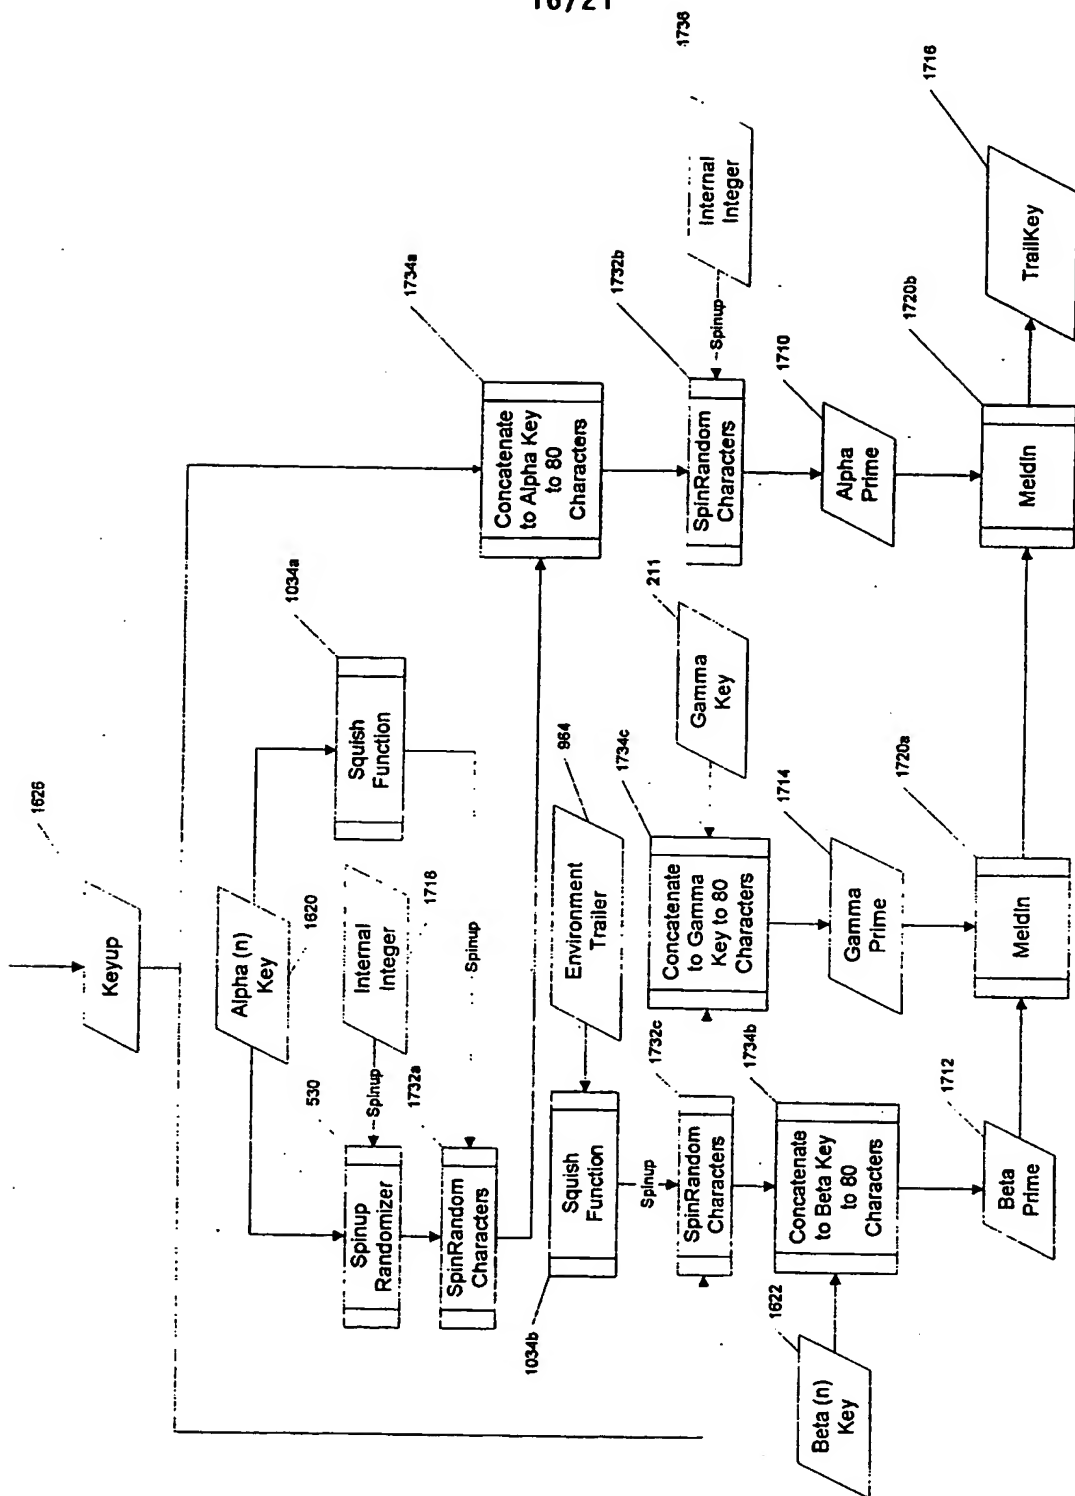 16/21
1626
Keyup
Alpha (n)
Key
1620
1034a
Squish
Function
530
Spinup
Randomizer
Spinup
Internal
Integer
1718
1732a
SpinRandom
Characters
Spinup
1734a
Concatenate
to Alpha Key
to 80
Characters
1736
Internal
Integer
Spinup
1732b
SpinRandom
Characters
1710
Alpha
Prime
1720b
MeldIn
1716
TrailKey
964
Environment
Trailer
1034b
Squish
Function
Spinup
1732c
SpinRandom
Characters
211
Gamma
Key
1734c
Concatenate
to Gamma
Key to 80
Characters
1714
Gamma
Prime
1720a
MeldIn
1622
Beta (n)
Key
1734b
Concatenate
to Beta Key
to 80
Characters
1712
Beta
Prime